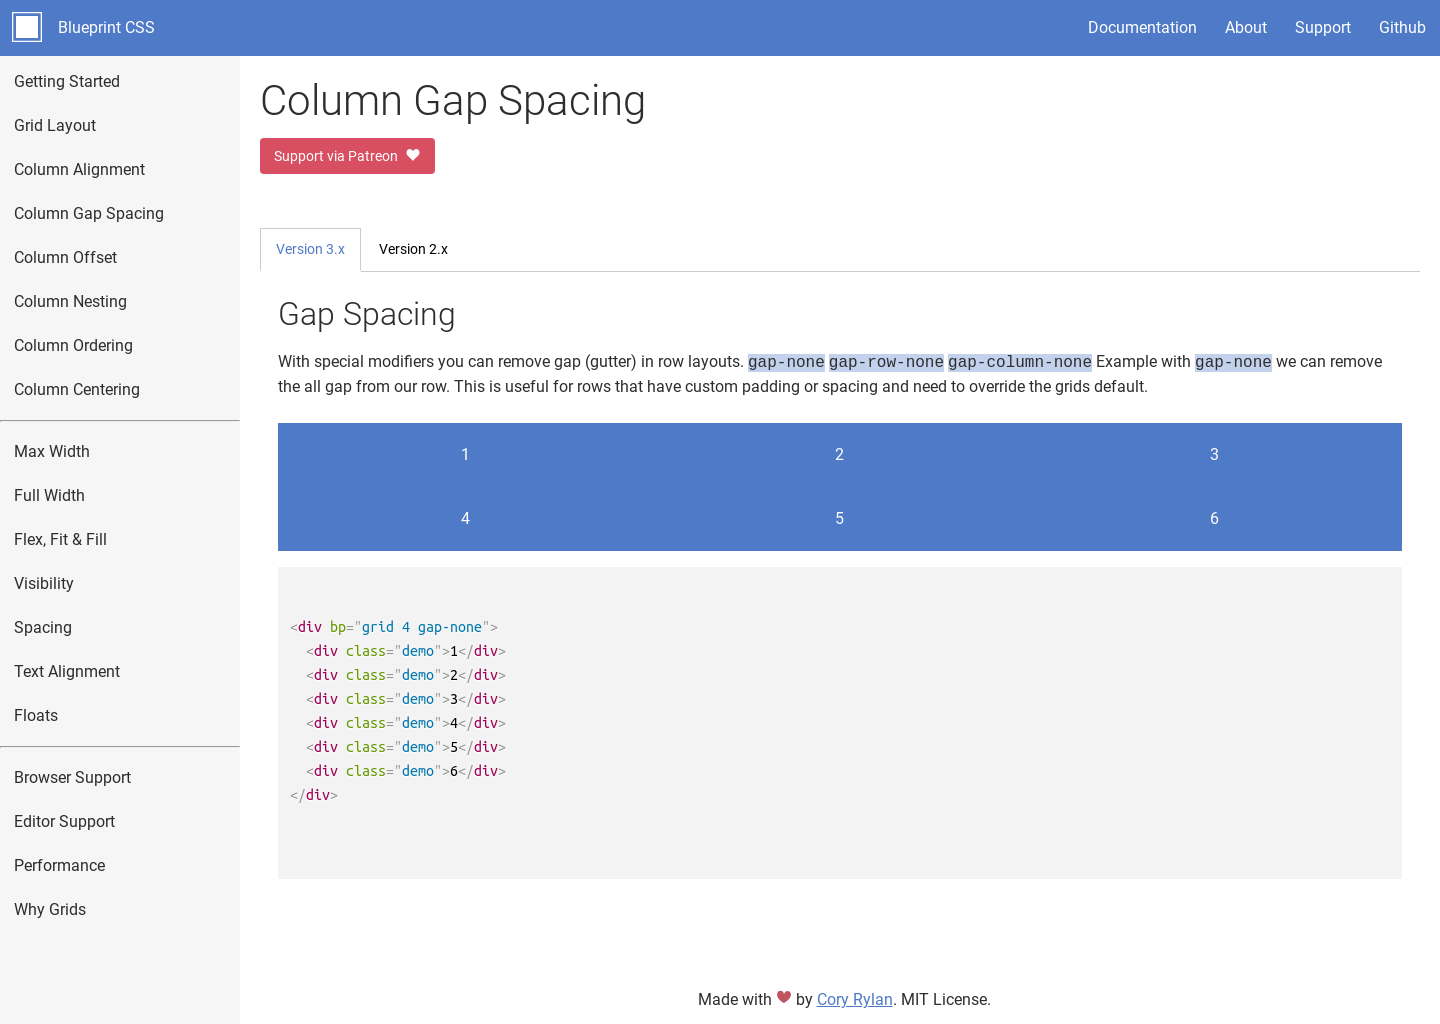 Blueprint CSS
Documentation
About
Support
Github
Getting Started
Grid Layout
Column Alignment
Column Gap Spacing
Column Offset
Column Nesting
Column Ordering
Column Centering
Max Width
Full Width
Flex, Fit & Fill
Visibility
Spacing
Text Alignment
Floats
Browser Support
Editor Support
Performance
Why Grids
Column Gap Spacing
Support via Patreon
Version 3.x
Version 2.x
Gap Spacing
With special modifiers you can remove gap (gutter) in row layouts. gap-none gap-row-none gap-column-none Example with gap-none we can remove
the all gap from our row. This is useful for rows that have custom padding or spacing and need to override the grids default.
1 2 3
4 5 6
<div bp="grid 4 gap-none">
  <div class="demo">1</div>
  <div class="demo">2</div>
  <div class="demo">3</div>
  <div class="demo">4</div>
  <div class="demo">5</div>
  <div class="demo">6</div>
</div>
Made with ♥ by Cory Rylan. MIT License.